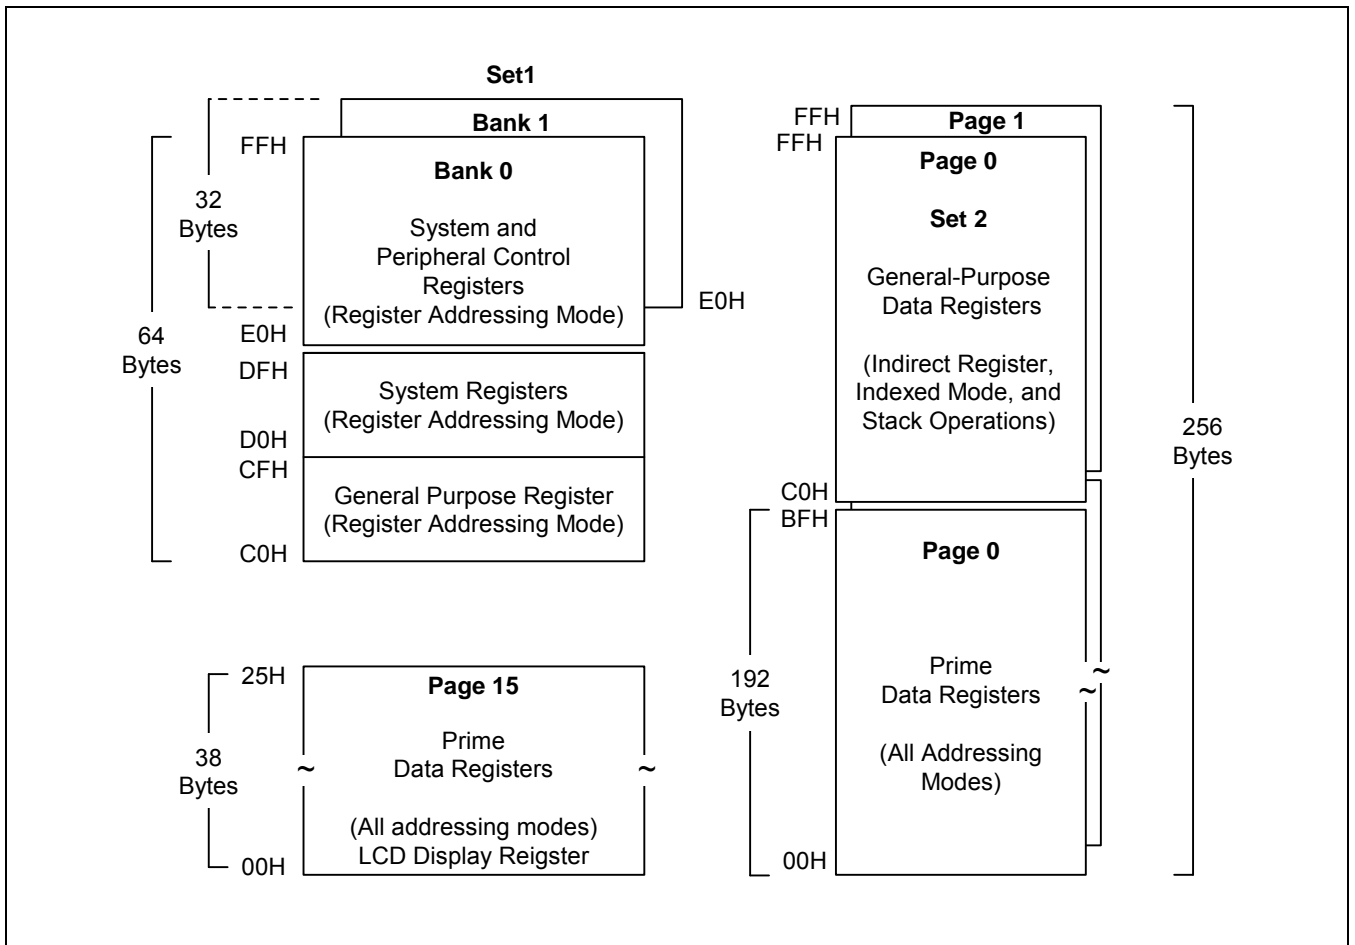 Set1
Bank 1
FFH
Bank 0
32
Bytes
System and
Peripheral Control
Registers
(Register Addressing Mode)
E0H
E0H
64
Bytes
DFH
System Registers
(Register Addressing Mode)
D0H
CFH
General Purpose Register
(Register Addressing Mode)
C0H
25H
Page 15
38
Bytes
Prime
Data Registers
~
~
(All addressing modes)
LCD Display Reigster
00H
FFH
Page 1
FFH
Page 0
Set 2
General-Purpose
Data Registers
(Indirect Register,
Indexed Mode, and
Stack Operations)
256
Bytes
C0H
BFH
Page 0
192
Bytes
Prime
Data Registers
~
~
(All Addressing
Modes)
00H